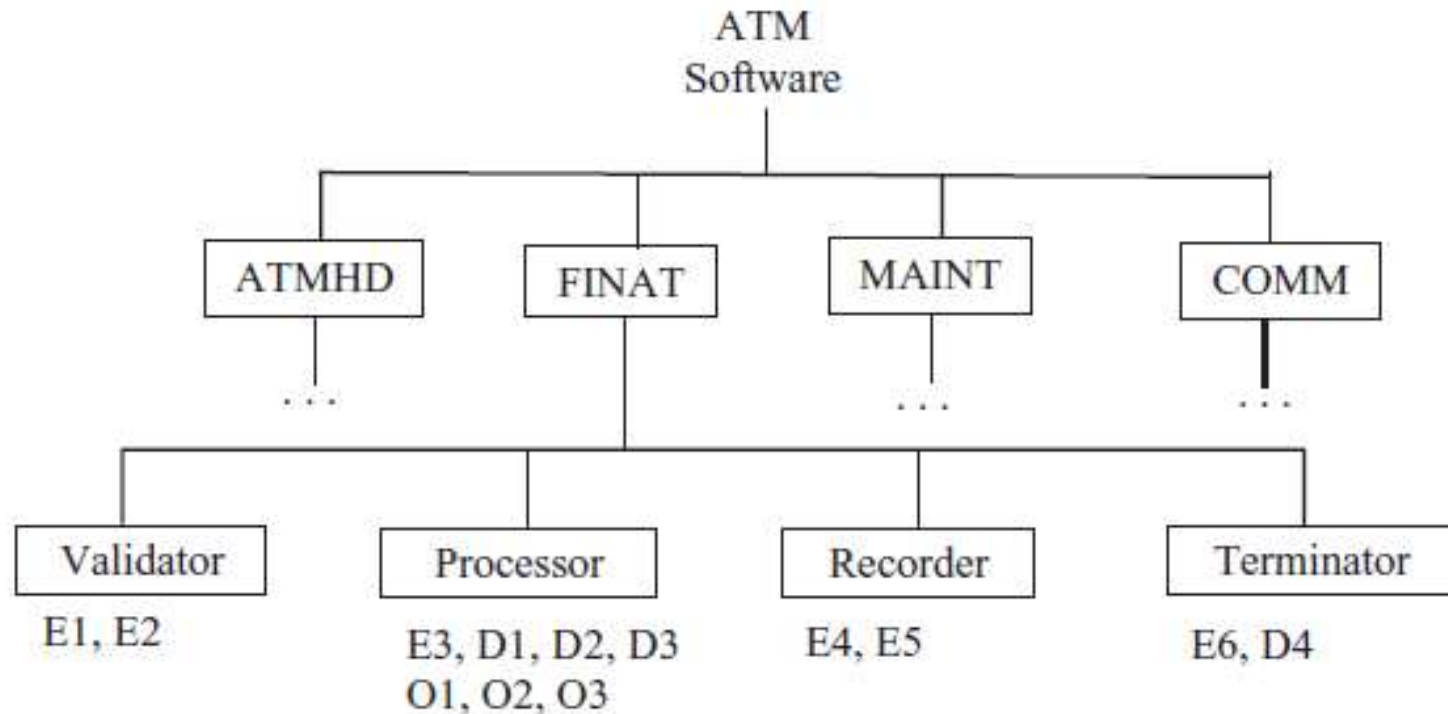 ATM
Software
ATMHD
FINAT
MAINT
COMM
. . .
. . .
. . .
Validator
Processor
Recorder
Terminator
E1, E2
E3, D1, D2, D3
O1, O2, O3
E4, E5
E6, D4